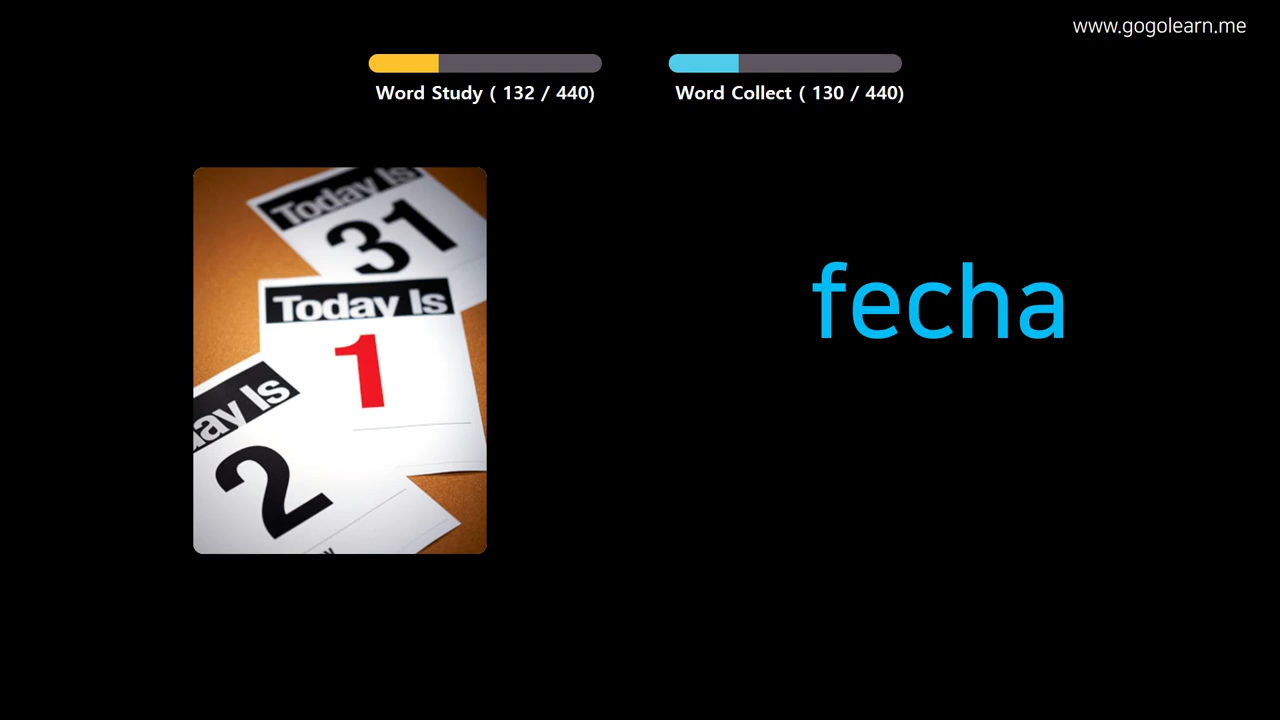 www.gogolearn.me
Word Study ( 132 / 440)
Word Collect ( 130 / 440)
Today Is
31
Today Is
1
day Is
2
fecha